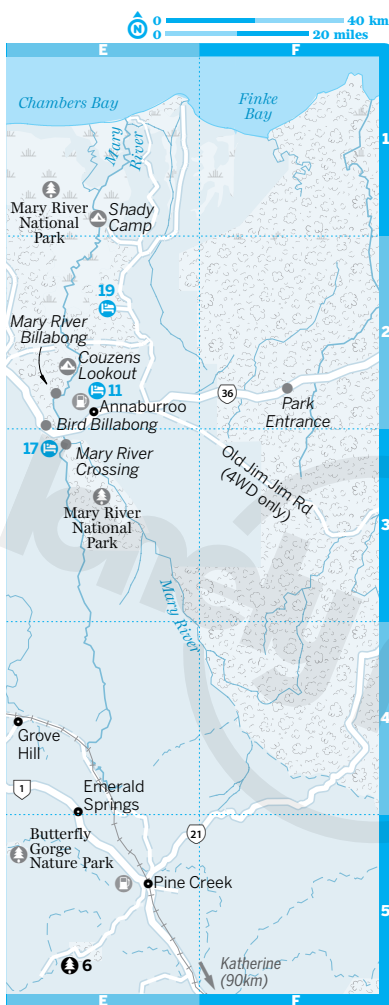 N
0 40 km
0 20 miles
E F
Chambers Bay
Finke
Bay
Mary
River
1
Mary River
National
Park
Shady
Camp
19
2
Mary River
Billabong
Couzens
Lookout
11
36
Park
Entrance
Annaburroo
Bird Billabong
17
Mary River
Crossing
Old Jim Jim Rd
(4WD only)
Mary River
National
Park
3
lonely
Mary River
4
Grove
Hill
1
Emerald
Springs
21
Butterfly
Gorge
Nature Park
Pine Creek
5
6
Katherine
(90km)
E F